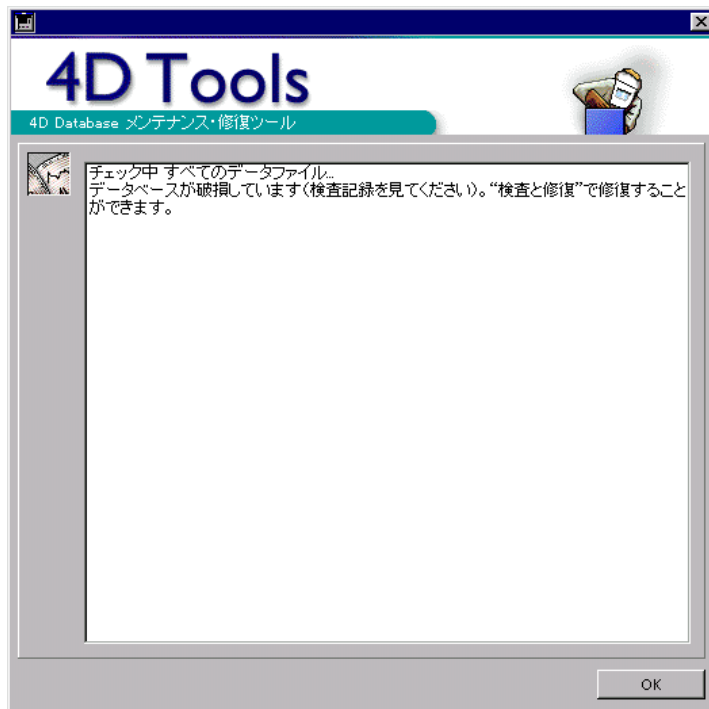 4D Tools
4D Database メンテナンス・修復ツール
チェック中 すべてのデータファイル...
データベースが破損しています(検査記録を見てください)。“検査と修復”で修復すること
ができます。
OK